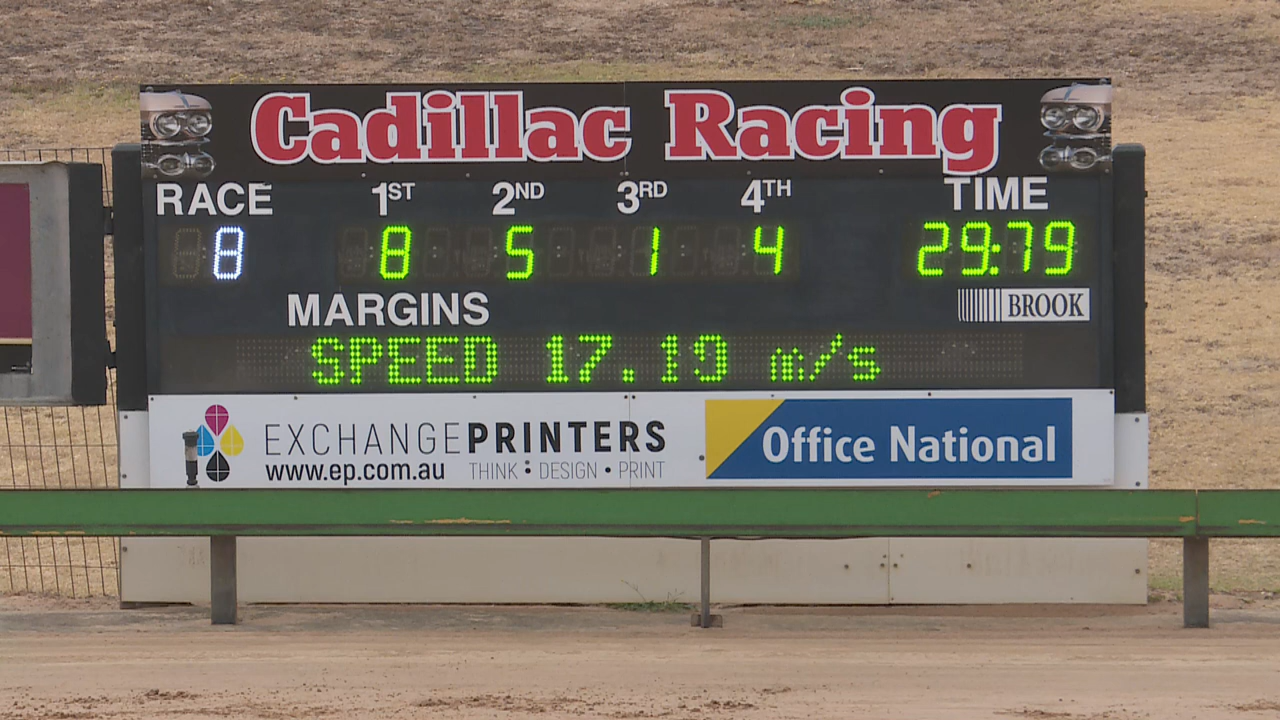 Cadillac Racing
RACE 1ST 2ND 3RD 4TH TIME
8 8 5 1 4 29:79
MARGINS BROOK
SPEED 17.19 m/s
EXCHANGEPRINTERS
www.ep.com.au THINK • DESIGN • PRINT
Office National